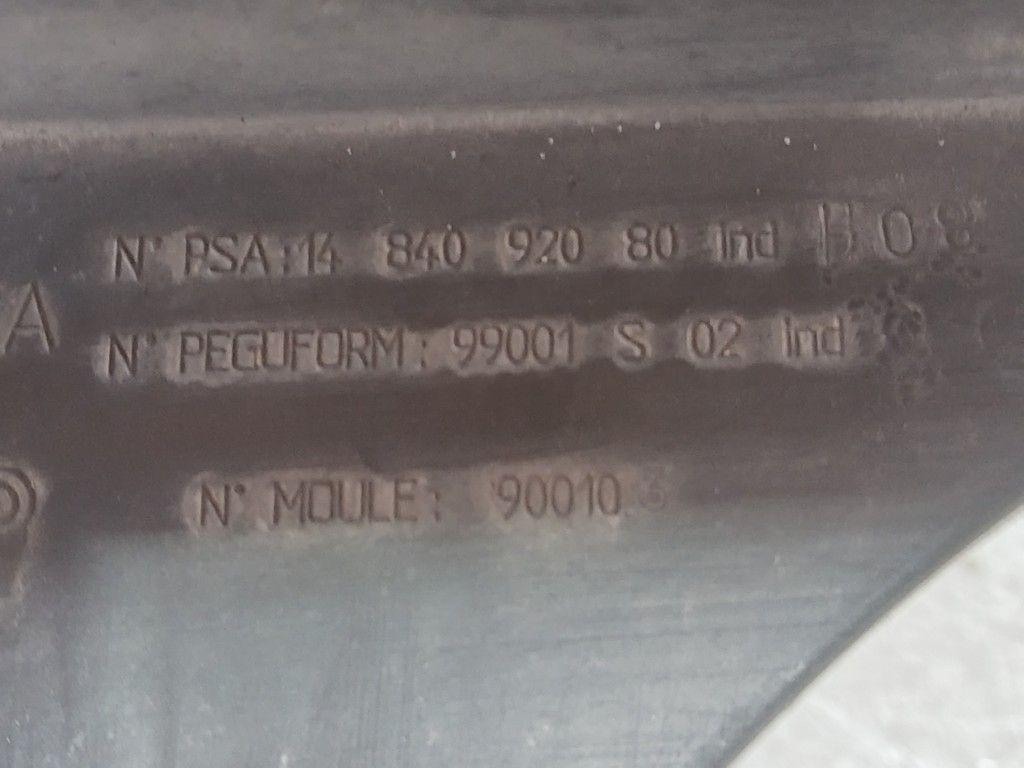 N° PSA: 14 840 920 80 ind
A
N° PEGUFORM: 99001 S 02 ind
N° MOULE: 90010